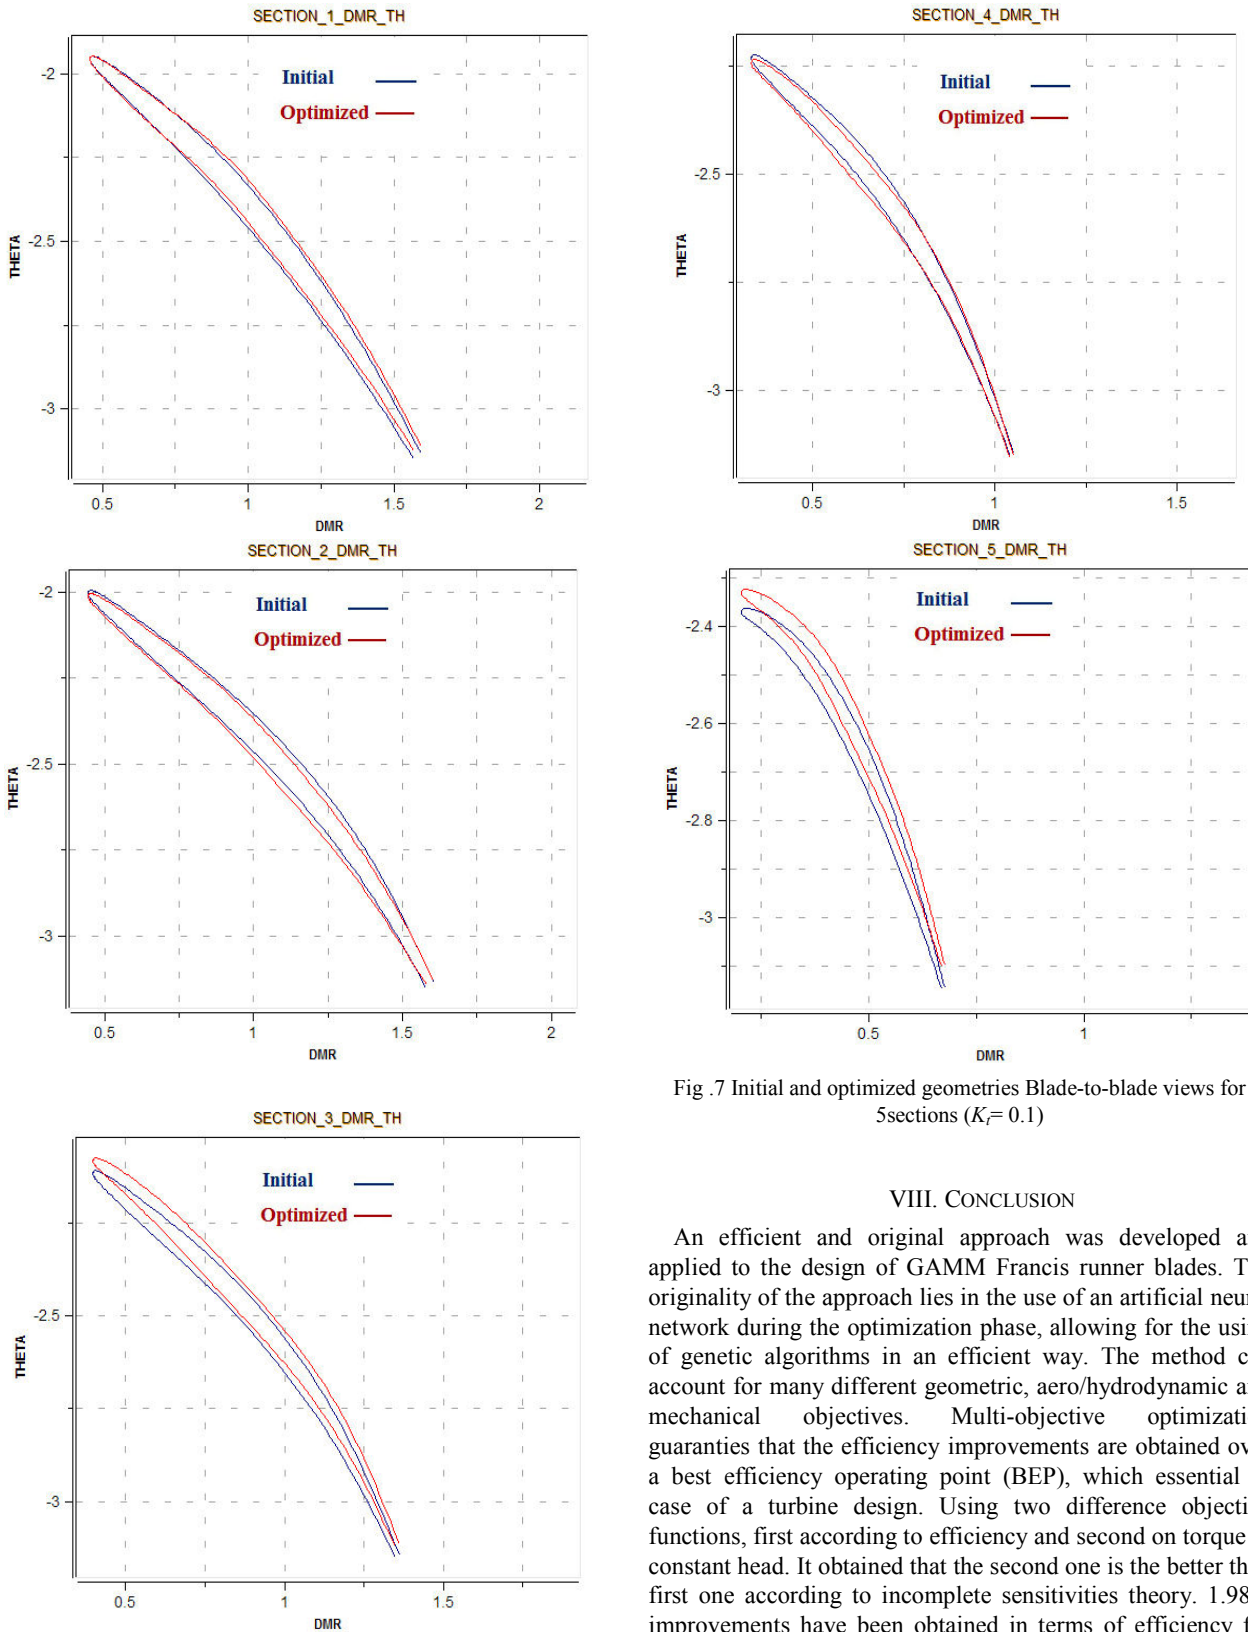 SECTION_1_DMR_TH
Initial
Optimized
-2
-2.5
-3
THETA
0.5
1
1.5
2
DMR
SECTION_2_DMR_TH
Initial
Optimized
-2
-2.5
-3
THETA
0.5
1
1.5
2
DMR
SECTION_3_DMR_TH
Initial
Optimized
-2.5
-3
THETA
0.5
1
1.5
DMR
SECTION_4_DMR_TH
Initial
Optimized
-2.5
-3
THETA
0.5
1
1.5
DMR
SECTION_5_DMR_TH
Initial
Optimized
-2.4
-2.6
-2.8
-3
THETA
0.5
1
DMR
Fig .7 Initial and optimized geometries Blade-to-blade views for
5sections (Kt= 0.1)
VIII. CONCLUSION
An efficient and original approach was developed
applied to the design of GAMM Francis runner blades.
originality of the approach lies in the use of an artificial
network during the optimization phase, allowing for the
of genetic algorithms in an efficient way. The method
account for many different geometric, aero/hydrodynamic
mechanical objectives. Multi-objective
guaranties that the efficiency improvements are obtained
a best efficiency operating point (BEP), which essential
case of a turbine design. Using two difference
functions, first according to efficiency and second on torque
constant head. It obtained that the second one is the better
first one according to incomplete sensitivities theory.
improvements have been obtained in terms of efficiency